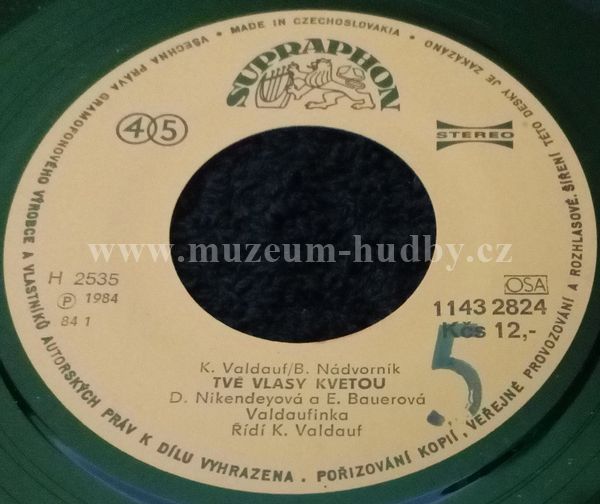 VŠECHNA PRÁVA GRAMOFONOVÉHO VÝROBCE A VLASTNÍKŮ AUTORSKÝCH PRÁV K DÍLU VYHRAZENA. POŘIZOVÁNÍ KOPIÍ, VEŘEJNÉ PROVOZOVÁNÍ A ROZHLASOVÉ ŠÍŘENÍ TÉTO DESKY JE ZAKÁZÁNO
• MADE IN CZECHOSLOVAKIA •
SUPRAPHON
45
STEREO
www.muzeum-hudby.cz
H 2535
Ⓟ 1984
84 1
OSA
1143 2824
Kčs 12,-
5
K. Valdauf/B. Nádvorník
TVÉ VLASY KVETOU
D. Nikendeyová a E. Bauerová
Valdaufinka
Řídí K. Valdauf